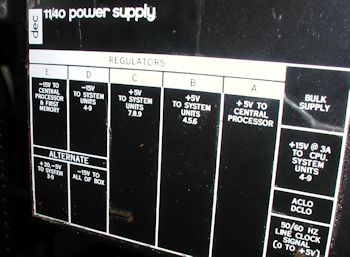 dec 11/40 power supply
REGULATORS
E
-15V TO
CENTRAL
PROCESSOR
& FIRST
MEMORY
D
-15V
TO SYSTEM
UNITS
4-9
C
+5V
TO SYSTEM
UNITS
7,8,9
B
+5V
TO SYSTEM
UNITS
4,5,6
A
+5V TO
CENTRAL
PROCESSOR
BULK
SUPPLY
+15V @ 3A
TO CPU.
SYSTEM
UNITS
4-9
ACLO
DCLO
50/60 HZ
LINE CLOCK
SIGNAL
(0 TO +5V)
ALTERNATE
+20,-5V
TO SYSTEM
3-9
-15V TO
ALL OF BOX